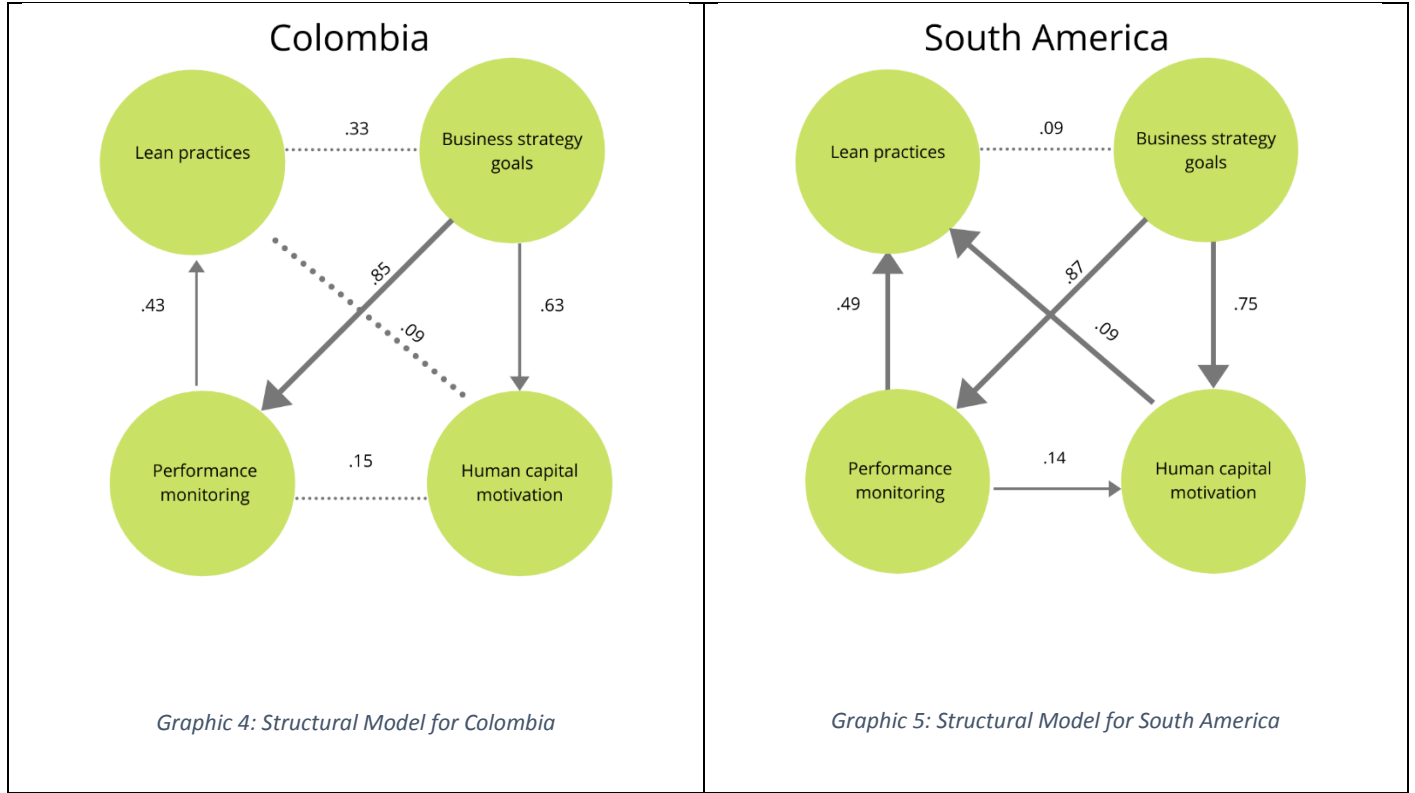 Colombia
Lean practices
.33
Business strategy
goals
.85
.43
.09
.63
Performance
monitoring
.15
Human capital
motivation
Graphic 4: Structural Model for Colombia
South America
Lean practices
.09
Business strategy
goals
.87
.49
.09
.75
Performance
monitoring
.14
Human capital
motivation
Graphic 5: Structural Model for South America